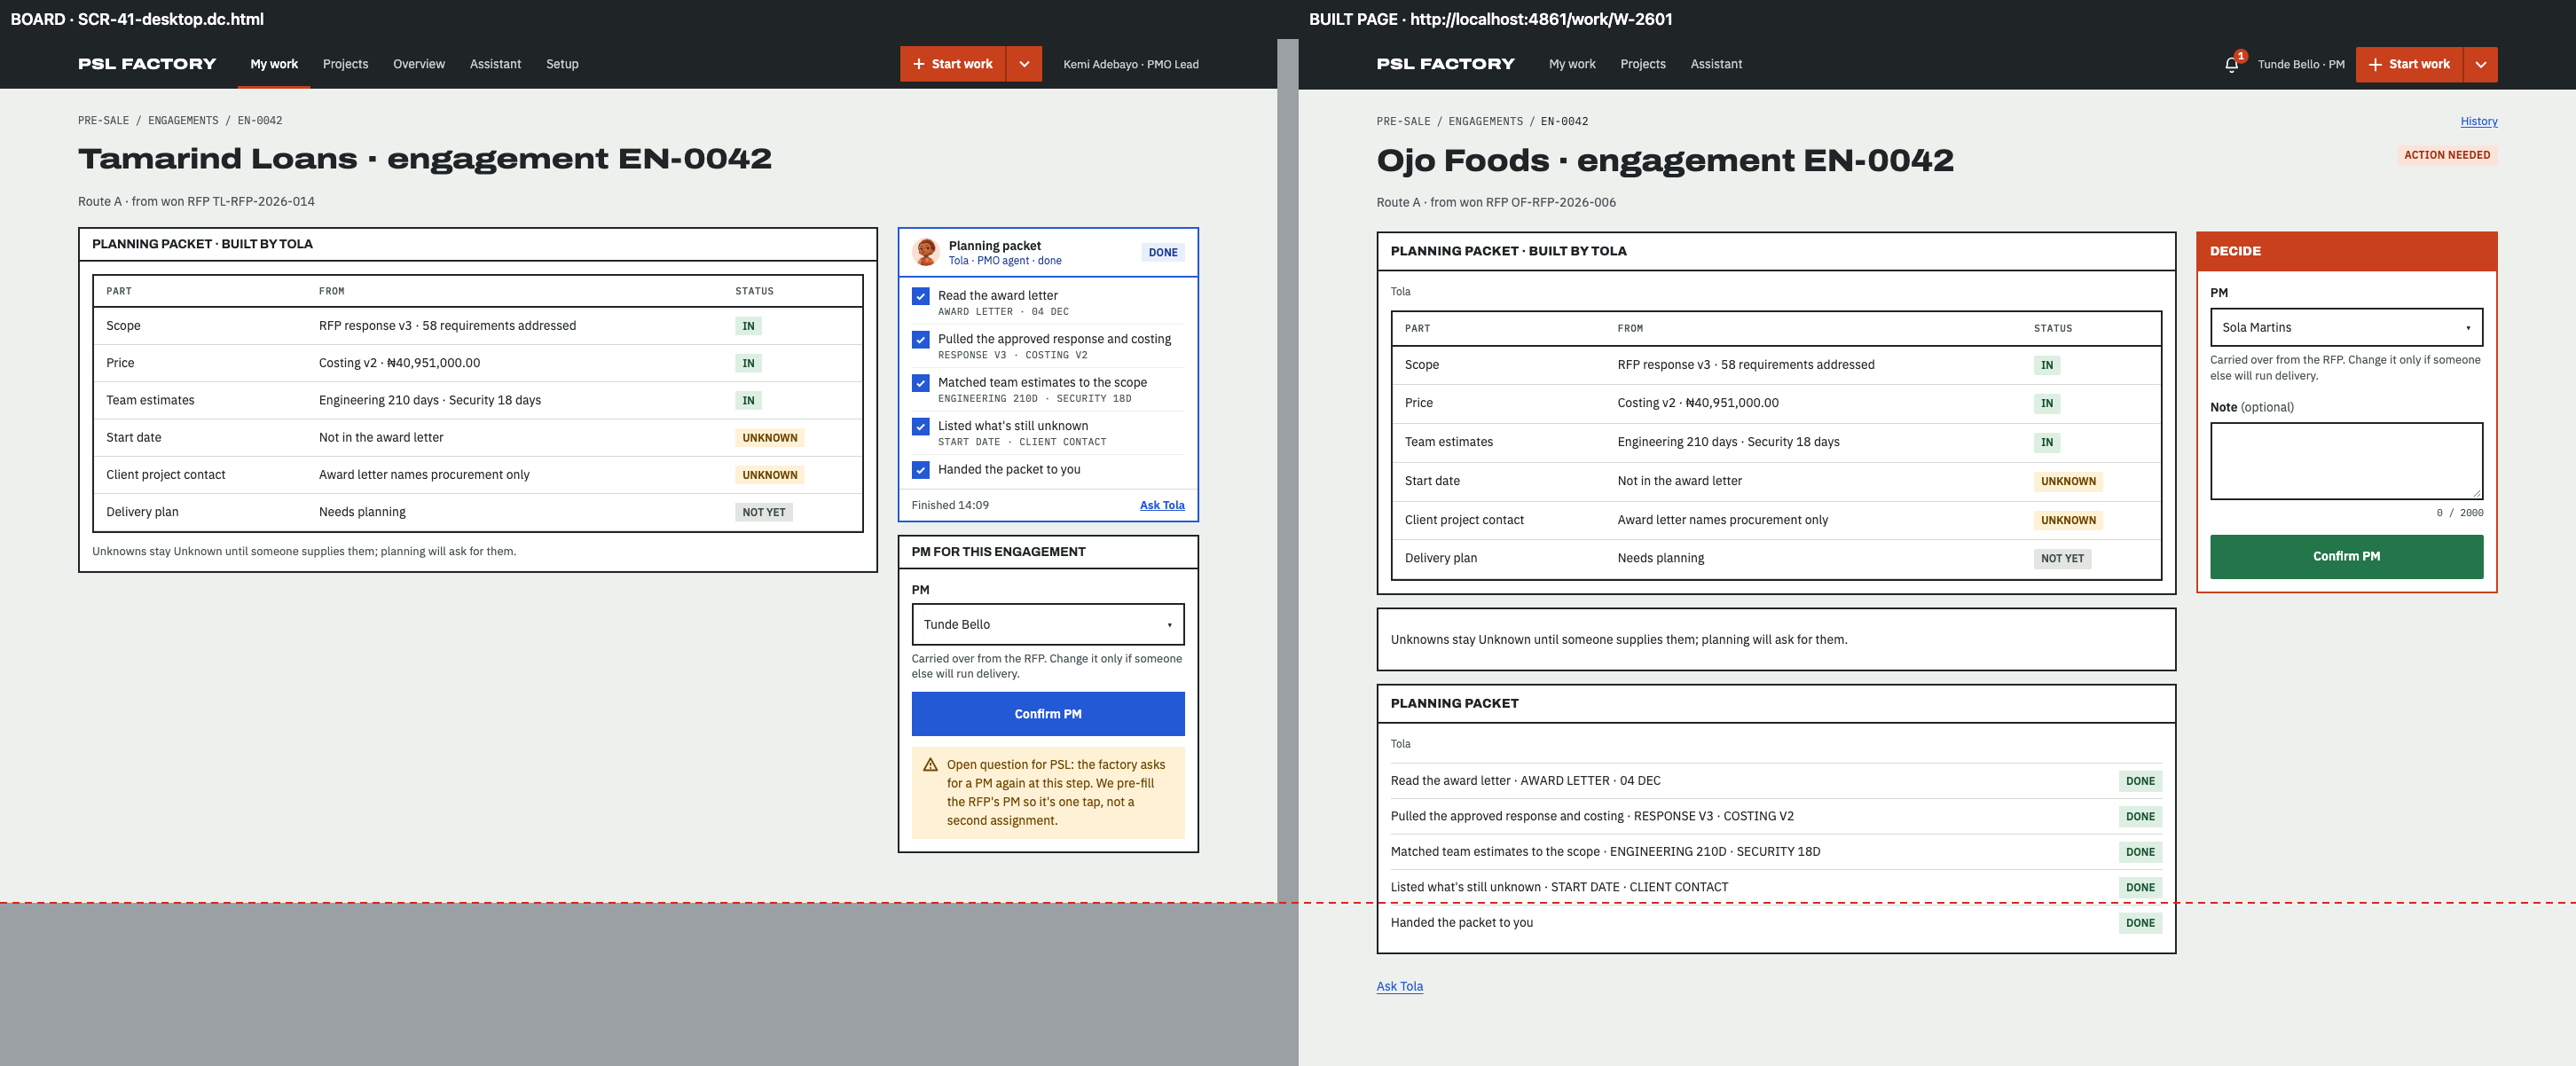 BOARD · SCR-41-desktop.dc.html
PSL FACTORY
My work
Projects
Overview
Assistant
Setup
Start work
Kemi Adebayo · PMO Lead
PRE-SALE / ENGAGEMENTS / EN-0042
Tamarind Loans · engagement EN-0042
Route A · from won RFP TL-RFP-2026-014
PLANNING PACKET · BUILT BY TOLA
PART FROM STATUS
Scope RFP response v3 · 58 requirements addressed IN
Price Costing v2 · ₦40,951,000.00 IN
Team estimates Engineering 210 days · Security 18 days IN
Start date Not in the award letter UNKNOWN
Client project contact Award letter names procurement only UNKNOWN
Delivery plan Needs planning NOT YET
Unknowns stay Unknown until someone supplies them; planning will ask for them.
Planning packet
Tola · PMO agent · done
DONE
Read the award letter
AWARD LETTER · 04 DEC
Pulled the approved response and costing
RESPONSE V3 · COSTING V2
Matched team estimates to the scope
ENGINEERING 210D · SECURITY 18D
Listed what's still unknown
START DATE · CLIENT CONTACT
Handed the packet to you
Finished 14:09 Ask Tola
PM FOR THIS ENGAGEMENT
PM
Tunde Bello
Carried over from the RFP. Change it only if someone
else will run delivery.
Confirm PM
Open question for PSL: the factory asks
for a PM again at this step. We pre-fill
the RFP's PM so it's one tap, not a
second assignment.
BUILT PAGE · http://localhost:4861/work/W-2601
PSL FACTORY
My work
Projects
Assistant
1
Tunde Bello · PM
Start work
PRE-SALE / ENGAGEMENTS / EN-0042
History
Ojo Foods · engagement EN-0042
ACTION NEEDED
Route A · from won RFP OF-RFP-2026-006
PLANNING PACKET · BUILT BY TOLA
Tola
PART FROM STATUS
Scope RFP response v3 · 58 requirements addressed IN
Price Costing v2 · ₦40,951,000.00 IN
Team estimates Engineering 210 days · Security 18 days IN
Start date Not in the award letter UNKNOWN
Client project contact Award letter names procurement only UNKNOWN
Delivery plan Needs planning NOT YET
Unknowns stay Unknown until someone supplies them; planning will ask for them.
PLANNING PACKET
Tola
Read the award letter · AWARD LETTER · 04 DEC DONE
Pulled the approved response and costing · RESPONSE V3 · COSTING V2 DONE
Matched team estimates to the scope · ENGINEERING 210D · SECURITY 18D DONE
Listed what's still unknown · START DATE · CLIENT CONTACT DONE
Handed the packet to you DONE
Ask Tola
DECIDE
PM
Sola Martins
Carried over from the RFP. Change it only if someone
else will run delivery.
Note (optional)
0 / 2000
Confirm PM